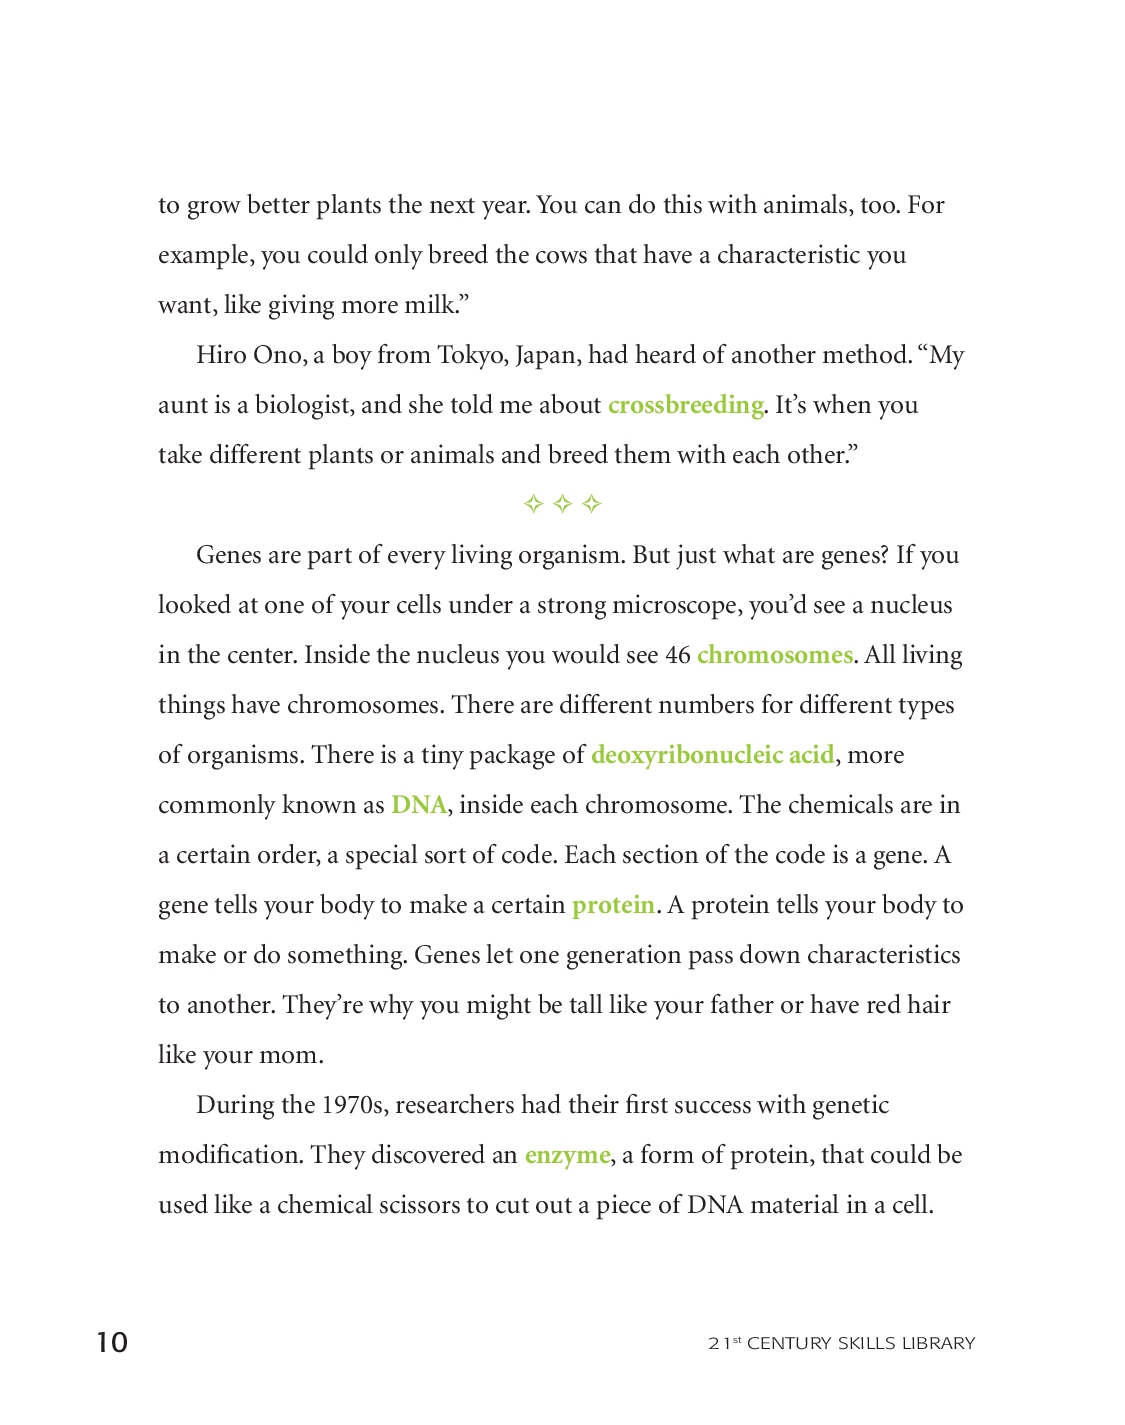 to grow better plants the next year. You can do this with animals, too. For
example, you could only breed the cows that have a characteristic you
want, like giving more milk.”
Hiro Ono, a boy from Tokyo, Japan, had heard of another method. “My
aunt is a biologist, and she told me about crossbreeding. It’s when you
take different plants or animals and breed them with each other.”
Genes are part of every living organism. But just what are genes? If you
looked at one of your cells under a strong microscope, you’d see a nucleus
in the center. Inside the nucleus you would see 46 chromosomes. All living
things have chromosomes. There are different numbers for different types
of organisms. There is a tiny package of deoxyribonucleic acid, more
commonly known as DNA, inside each chromosome. The chemicals are in
a certain order, a special sort of code. Each section of the code is a gene. A
gene tells your body to make a certain protein. A protein tells your body to
make or do something. Genes let one generation pass down characteristics
to another. They’re why you might be tall like your father or have red hair
like your mom.
During the 1970s, researchers had their first success with genetic
modification. They discovered an enzyme, a form of protein, that could be
used like a chemical scissors to cut out a piece of DNA material in a cell.
10
21st CENTURY SKILLS LIBRARY